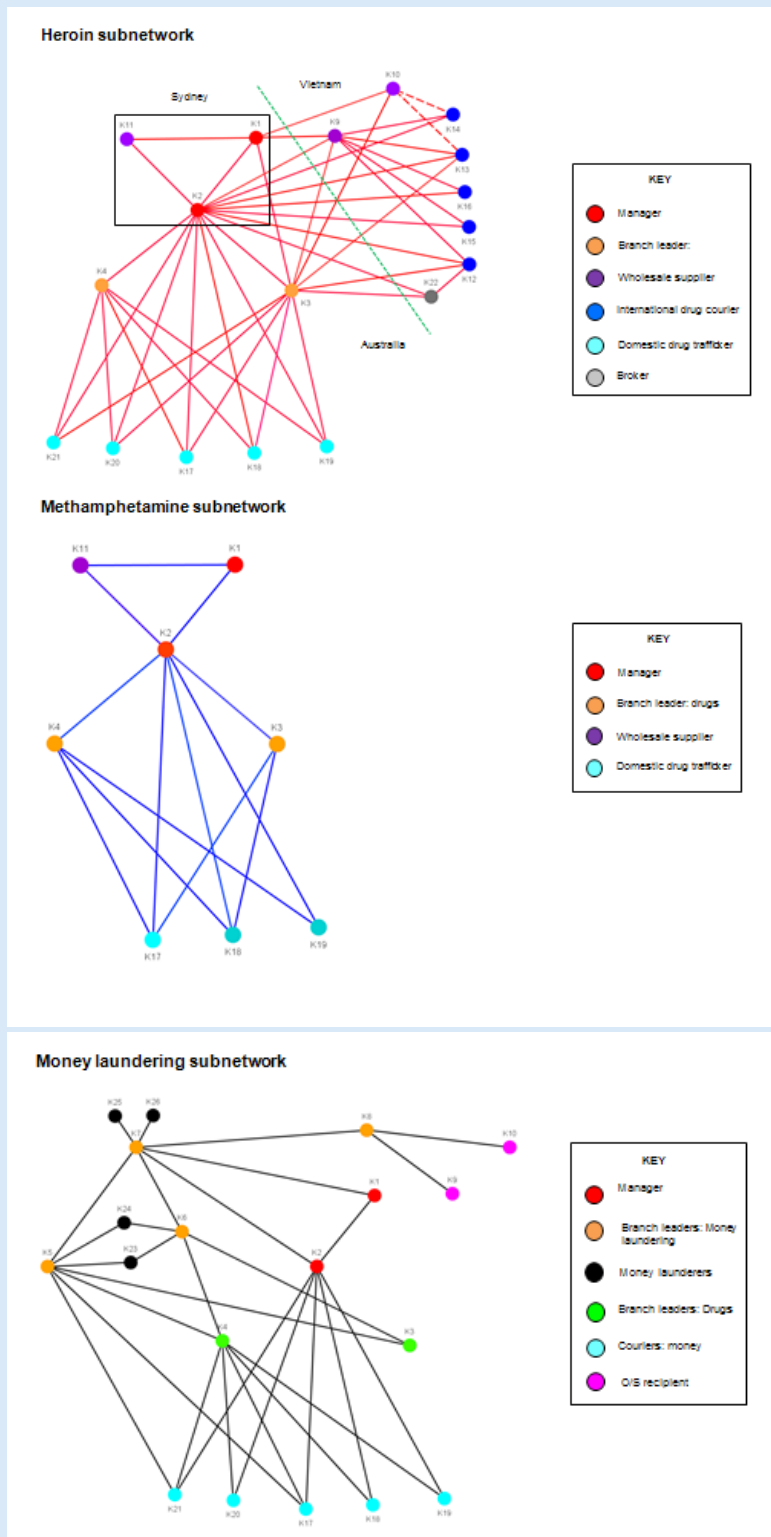 Heroin subnetwork
Sydney
Vietnam
K10
K11
K1
K9
K14
K13
K2
K16
K15
K12
K22
K4
K3
Australia
K21
K20
K17
K18
K19
KEY
Manager
Branch leader:
Wholesale supplier
International drug courier
Domestic drug trafficker
Broker
Methamphetamine subnetwork
K11
K1
K2
K4
K3
K17
K18
K19
KEY
Manager
Branch leader: drugs
Wholesale supplier
Domestic drug trafficker
Money laundering subnetwork
K25
K26
K7
K8
K10
K9
K1
K24
K6
K5
K23
K2
K4
K3
K21
K20
K17
K18
K19
KEY
Manager
Branch leaders: Money
laundering
Money launderers
Branch leaders: Drugs
Couriers: money
O/S recipient